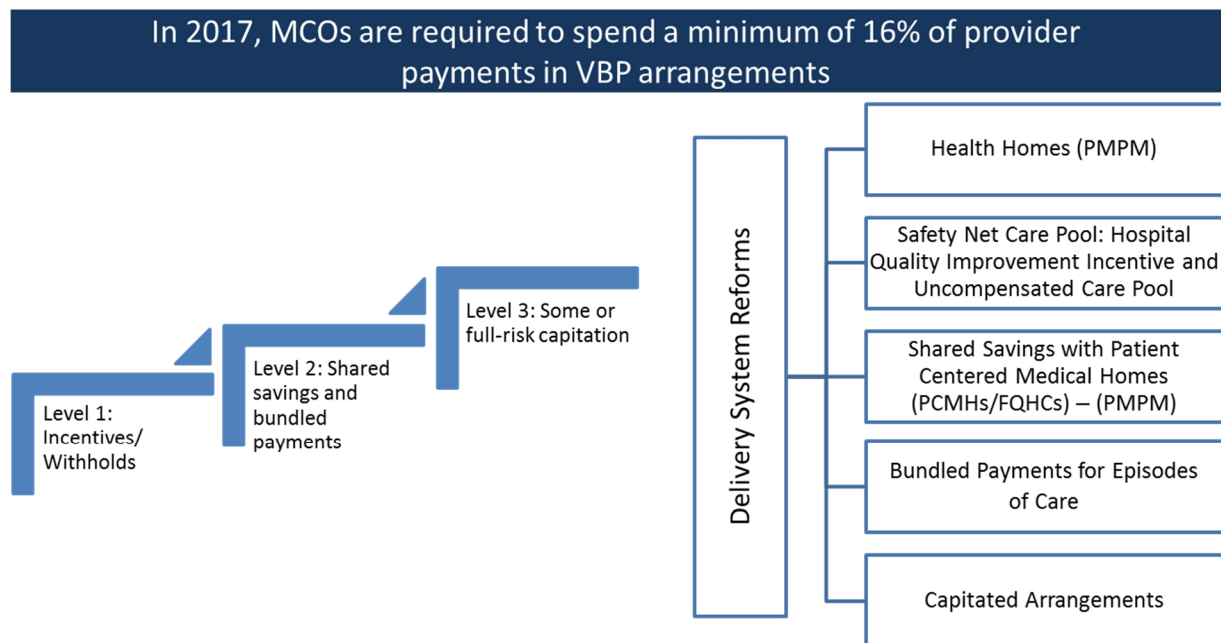 In 2017, MCOs are required to spend a minimum of 16% of provider
payments in VBP arrangements
Level 1:
Incentives/
Withholds
Level 2: Shared
savings and
bundled
payments
Level 3: Some or
full-risk capitation
Delivery System Reforms
Health Homes (PMPM)
Safety Net Care Pool: Hospital
Quality Improvement Incentive and
Uncompensated Care Pool
Shared Savings with Patient
Centered Medical Homes
(PCMHs/FQHCs) – (PMPM)
Bundled Payments for Episodes
of Care
Capitated Arrangements